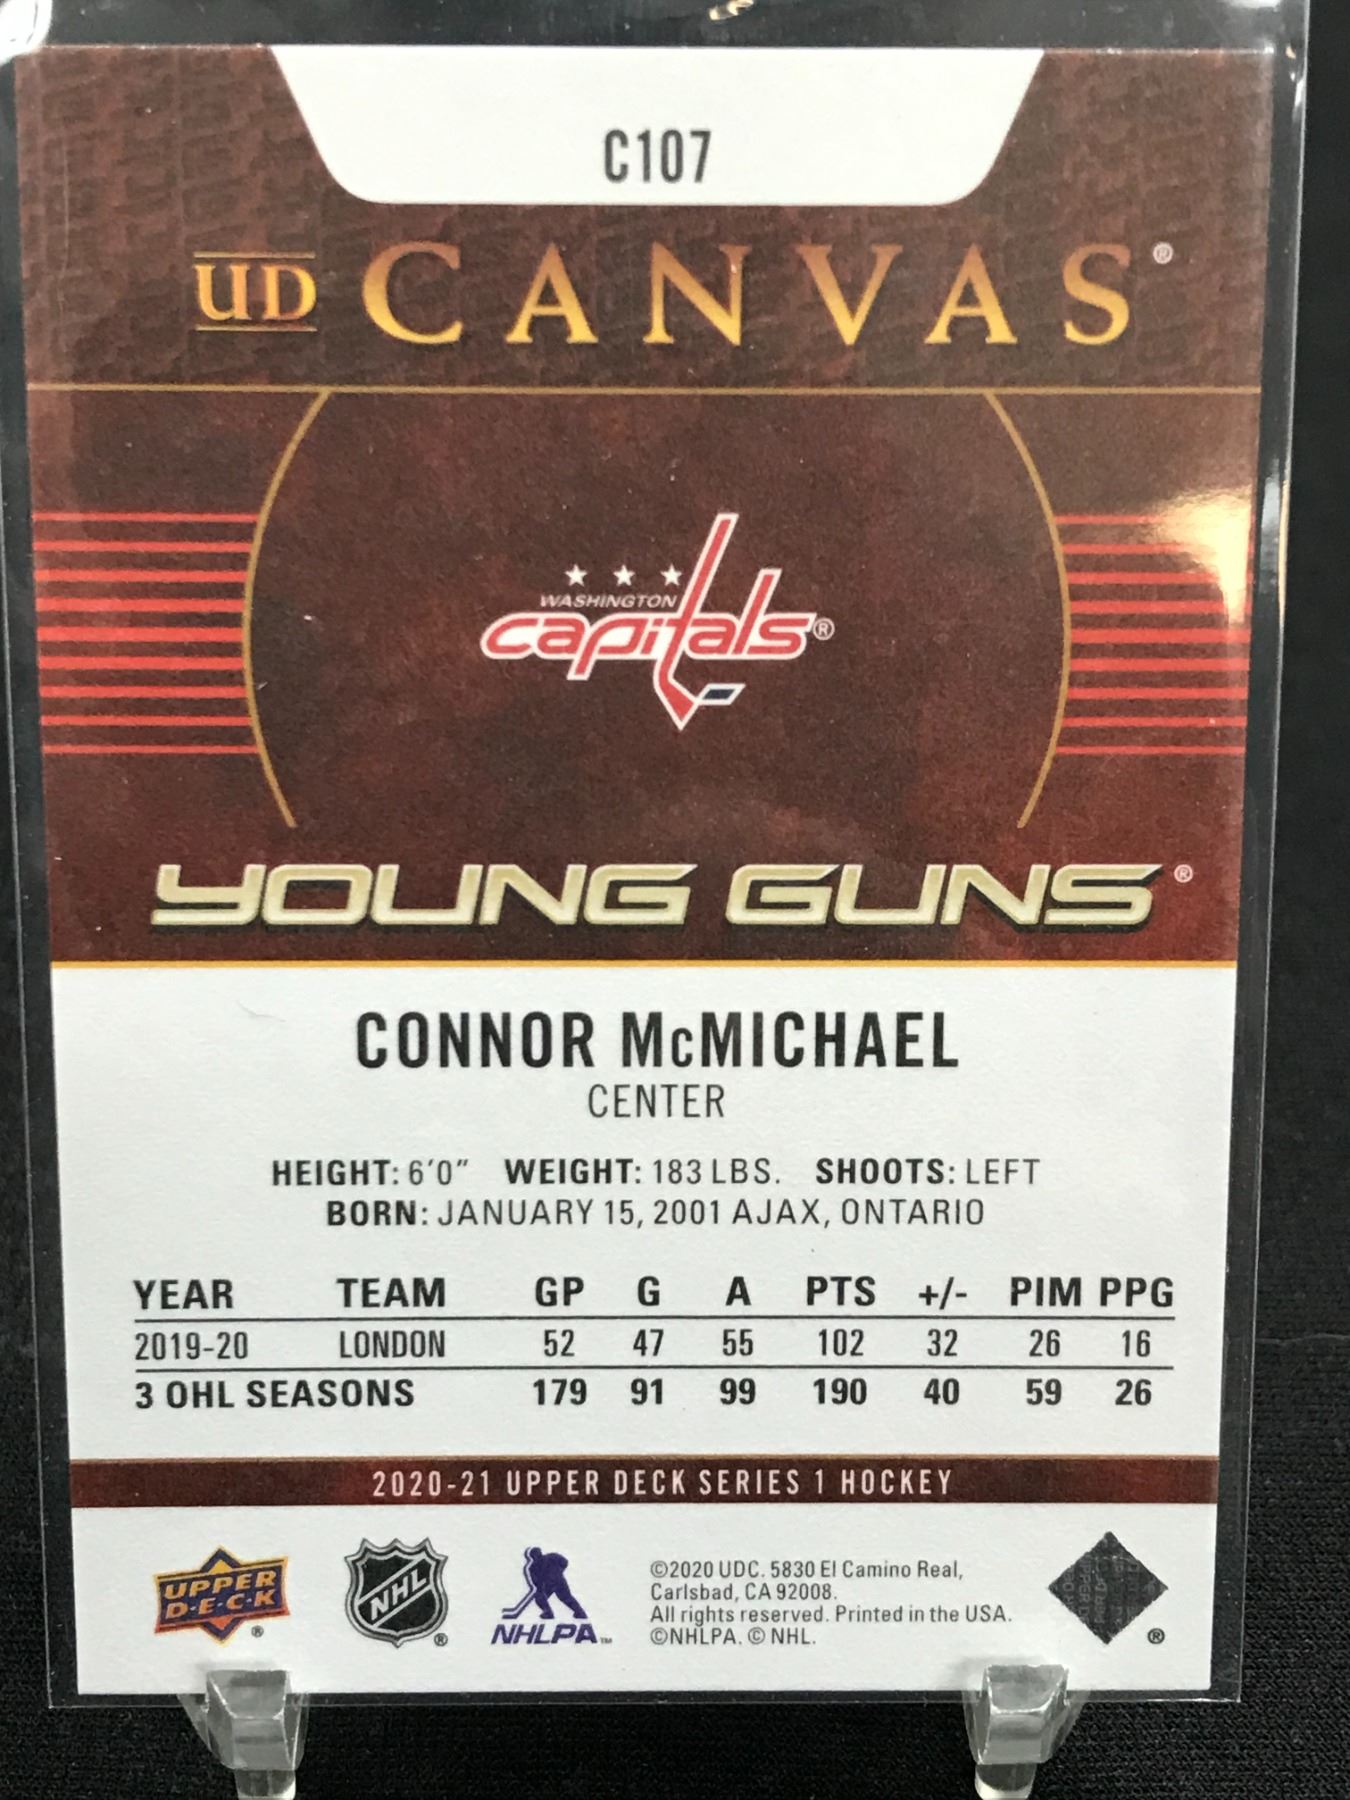 C107
UD CANVAS®
WASHINGTON
capitals®
YOUNG GUNS®
CONNOR McMICHAEL
CENTER
HEIGHT: 6'0" WEIGHT: 183 LBS. SHOOTS: LEFT
BORN: JANUARY 15, 2001 AJAX, ONTARIO
YEAR TEAM GP G A PTS +/- PIM PPG
2019-20 LONDON 52 47 55 102 32 26 16
3 OHL SEASONS 179 91 99 190 40 59 26
2020-21 UPPER DECK SERIES 1 HOCKEY
UPPER
D·E·C·K
®
NHL
®
NHLPA™
©2020 UDC. 5830 El Camino Real,
Carlsbad, CA 92008.
All rights reserved. Printed in the USA.
©NHLPA. © NHL.
®